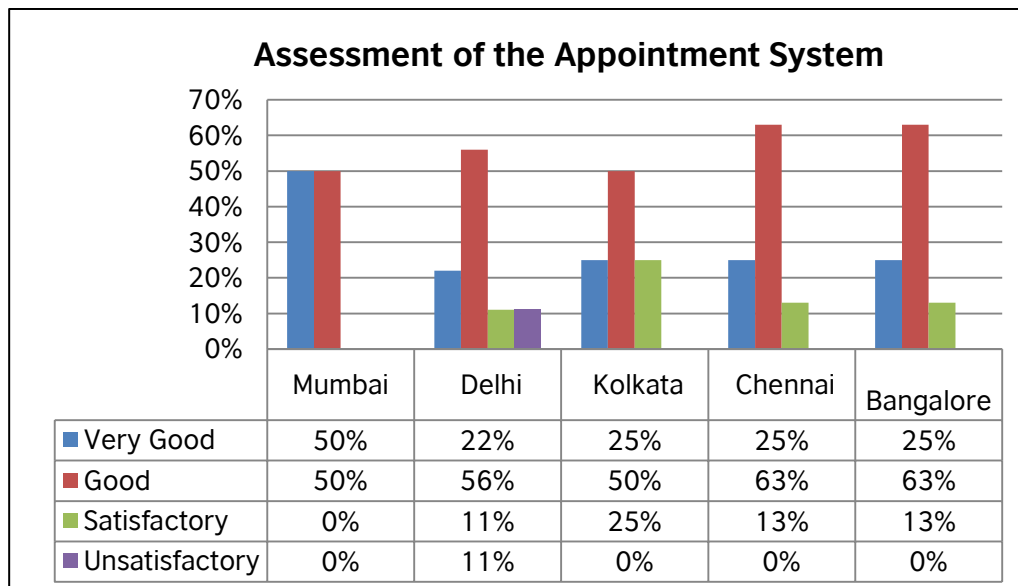 Assessment of the Appointment System
70%
60%
50%
40%
30%
20%
10%
0%
Mumbai Delhi Kolkata Chennai Bangalore
Very Good 50% 22% 25% 25% 25%
Good 50% 56% 50% 63% 63%
Satisfactory 0% 11% 25% 13% 13%
Unsatisfactory 0% 11% 0% 0% 0%